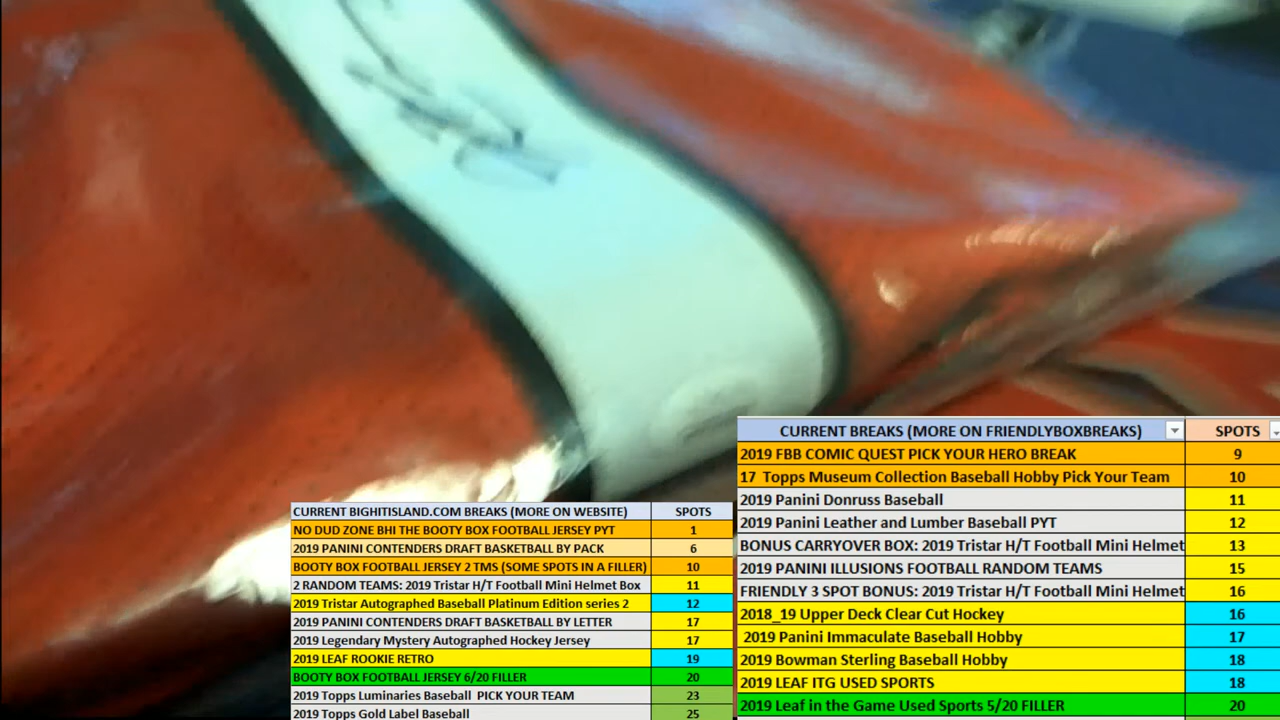 CURRENT BIGHITISLAND.COM BREAKS (MORE ON WEBSITE) SPOTS
NO DUD ZONE BHI THE BOOTY BOX FOOTBALL JERSEY PYT 1
2019 PANINI CONTENDERS DRAFT BASKETBALL BY PACK 6
BOOTY BOX FOOTBALL JERSEY 2 TMS (SOME SPOTS IN A FILLER) 10
2 RANDOM TEAMS: 2019 Tristar H/T Football Mini Helmet Box 11
2019 Tristar Autographed Baseball Platinum Edition series 2 12
2019 PANINI CONTENDERS DRAFT BASKETBALL BY LETTER 17
2019 Legendary Mystery Autographed Hockey Jersey 17
2019 LEAF ROOKIE RETRO 19
BOOTY BOX FOOTBALL JERSEY 6/20 FILLER 20
2019 Topps Luminaries Baseball PICK YOUR TEAM 23
2019 Topps Gold Label Baseball 25
CURRENT BREAKS (MORE ON FRIENDLYBOXBREAKS) SPOTS
2019 FBB COMIC QUEST PICK YOUR HERO BREAK 9
17 Topps Museum Collection Baseball Hobby Pick Your Team 10
2019 Panini Donruss Baseball 11
2019 Panini Leather and Lumber Baseball PYT 12
BONUS CARRYOVER BOX: 2019 Tristar H/T Football Mini Helmet 13
2019 PANINI ILLUSIONS FOOTBALL RANDOM TEAMS 15
FRIENDLY 3 SPOT BONUS: 2019 Tristar H/T Football Mini Helmet 16
2018_19 Upper Deck Clear Cut Hockey 16
2019 Panini Immaculate Baseball Hobby 17
2019 Bowman Sterling Baseball Hobby 18
2019 LEAF ITG USED SPORTS 18
2019 Leaf in the Game Used Sports 5/20 FILLER 20